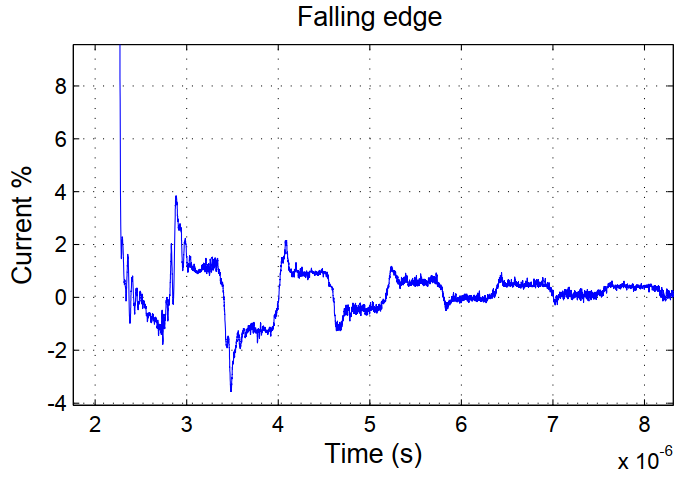 Falling edge
8
6
4
2
0
-2
-4
Current %
2 3 4 5 6 7 8
Time (s)
x 10-6